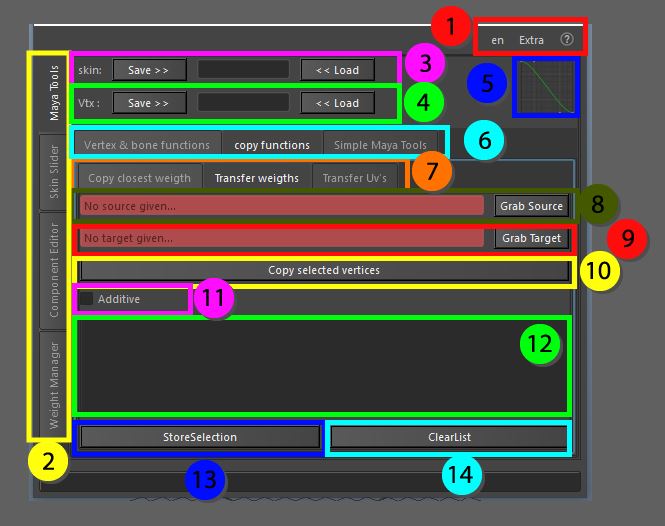 1
en Extra ?
2
Maya Tools
Skin Slider
Component Editor
Weight Manager
skin: Save >> << Load
3
Vtx : Save >> << Load
4
5
6
Vertex & bone functions copy functions Simple Maya Tools
7
Copy closest weigth Transfer weigths Transfer Uv's
No source given... Grab Source
8
No target given... Grab Target
9
Copy selected vertices
10
Additive
11
12
StoreSelection ClearList
13
14